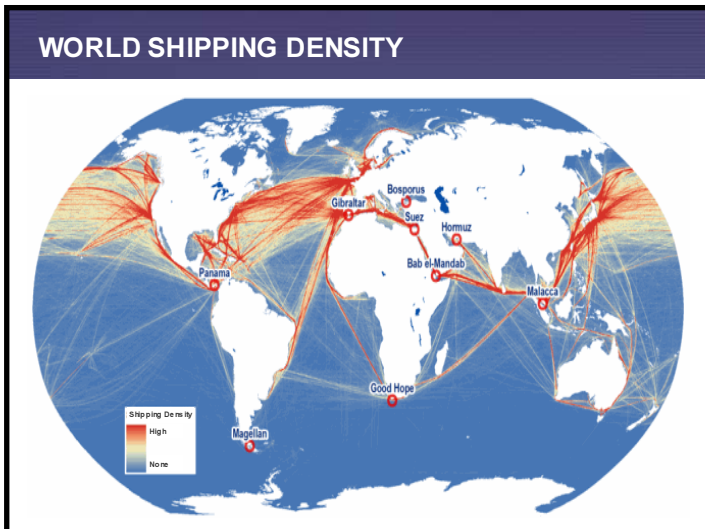 WORLD SHIPPING DENSITY
Bosporus
Gibraltar
Suez
Hormuz
Bab el-Mandab
Panama
Malacca
Good Hope
Magellan
Shipping Density
High
None